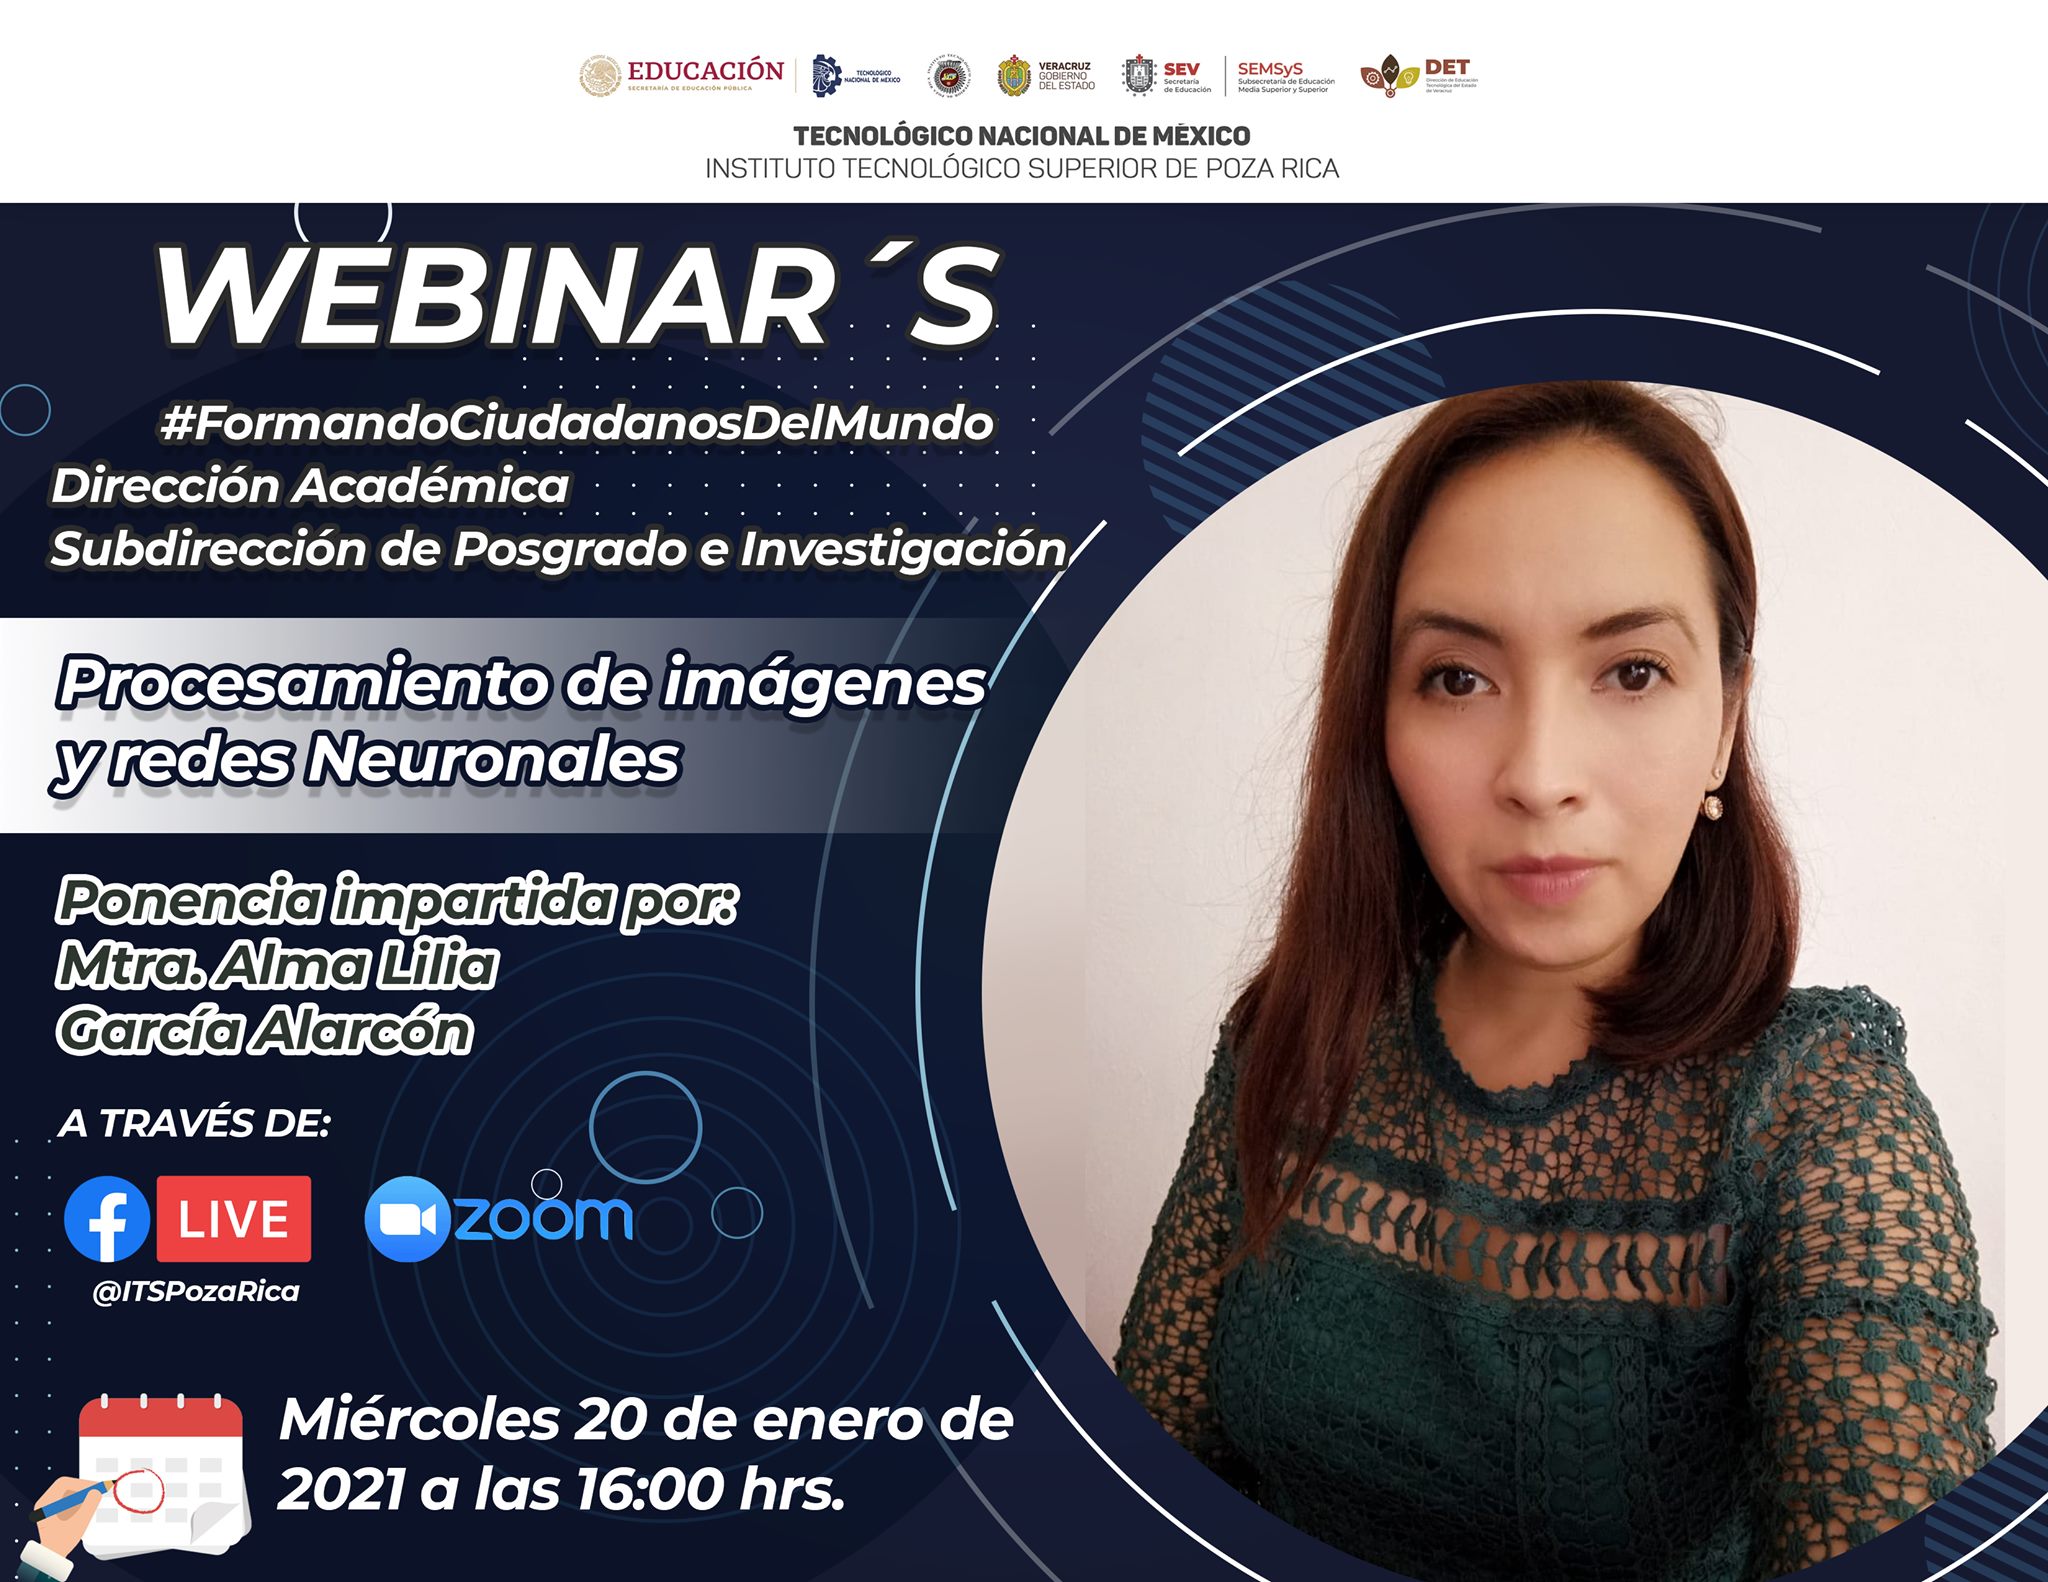 EDUCACIÓN
SECRETARÍA DE EDUCACIÓN PÚBLICA
TECNOLÓGICO
NACIONAL DE MÉXICO
VERACRUZ
GOBIERNO
DEL ESTADO
SEV
Secretaría
de Educación
SEMSyS
Subsecretaría de Educación
Media Superior y Superior
DET
Dirección de Educación
Tecnológica del Estado
de Veracruz
TECNOLÓGICO NACIONAL DE MÉXICO
INSTITUTO TECNOLÓGICO SUPERIOR DE POZA RICA
WEBINAR´S
#FormandoCiudadanosDelMundo
Dirección Académica
Subdirección de Posgrado e Investigación
Procesamiento de imágenes
y redes Neuronales
Ponencia impartida por:
Mtra. Alma Lilia
García Alarcón
A TRAVÉS DE:
f LIVE zoom
@ITSPozaRica
Miércoles 20 de enero de
2021 a las 16:00 hrs.